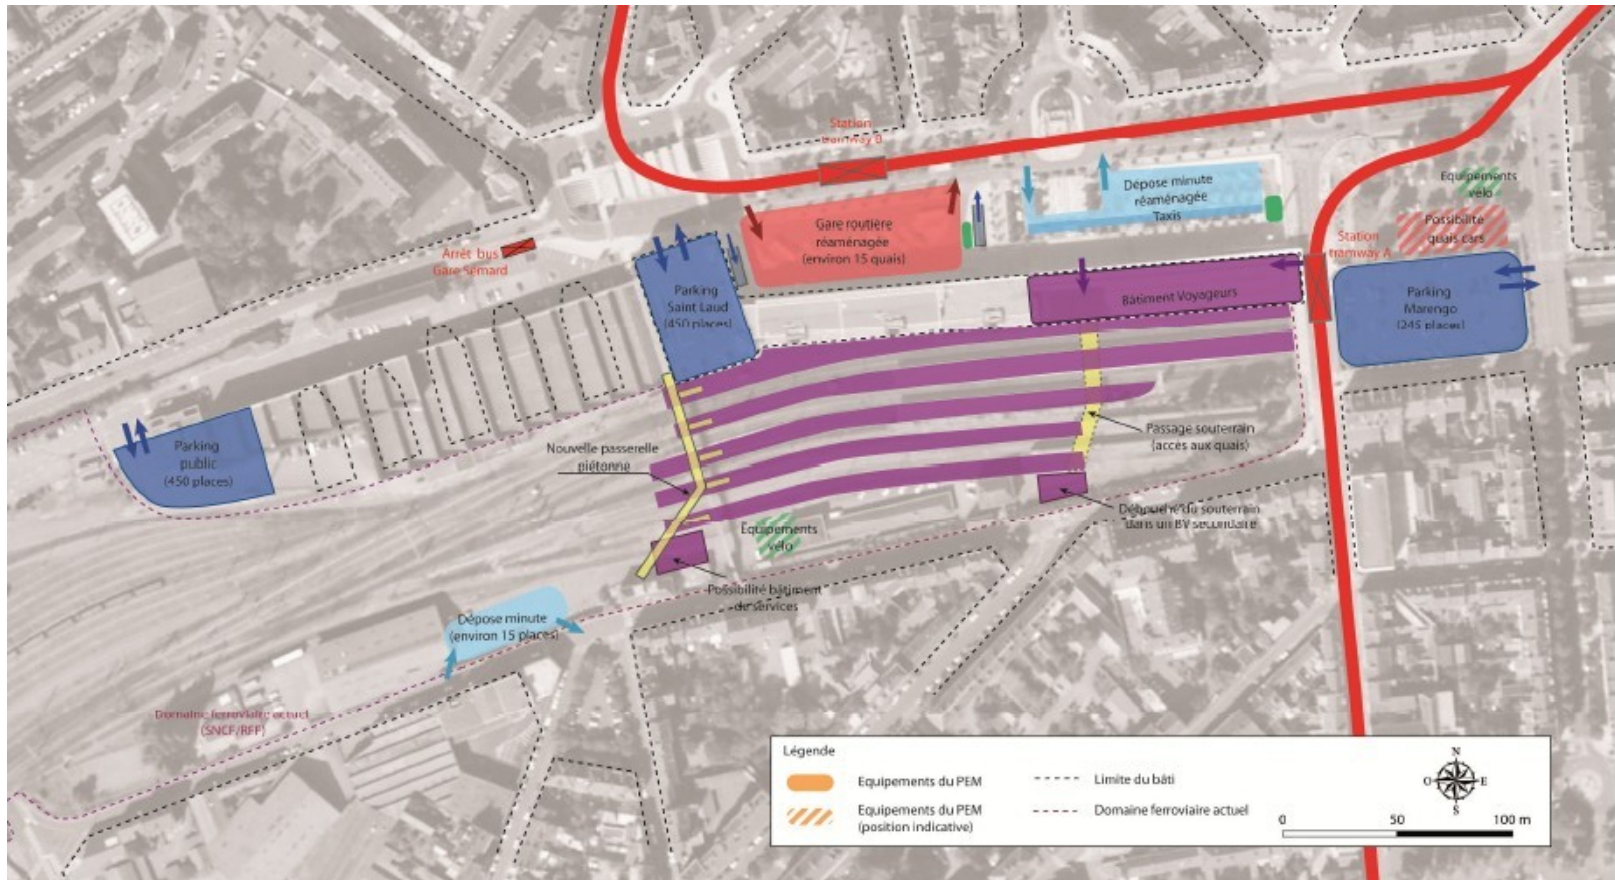 Station
tramway B
Equipements
vélo
Dépose minute
réaménagée
Taxis
Possibilité
quais cars
Gare routière
réaménagée
(environ 15 quais)
Station
tramway A
Arrêt bus
Gare Sémard
Parking
Saint Laud
(450 places)
Bâtiment Voyageurs
Parking
Marengo
(245 places)
Parking
public
(450 places)
Nouvelle passerelle
piétonne
Passage souterrain
(accès aux quais)
Débouché du souterrain
dans un BV secondaire
Equipements
vélo
Possibilité bâtiment
de services
Dépose minute
(environ 15 places)
Domaine ferroviaire actuel
(SNCF/RFF)
Légende
Equipements du PEM
Equipements du PEM
(position indicative)
Limite du bâti
Domaine ferroviaire actuel
N
O E
S
0 50 100 m